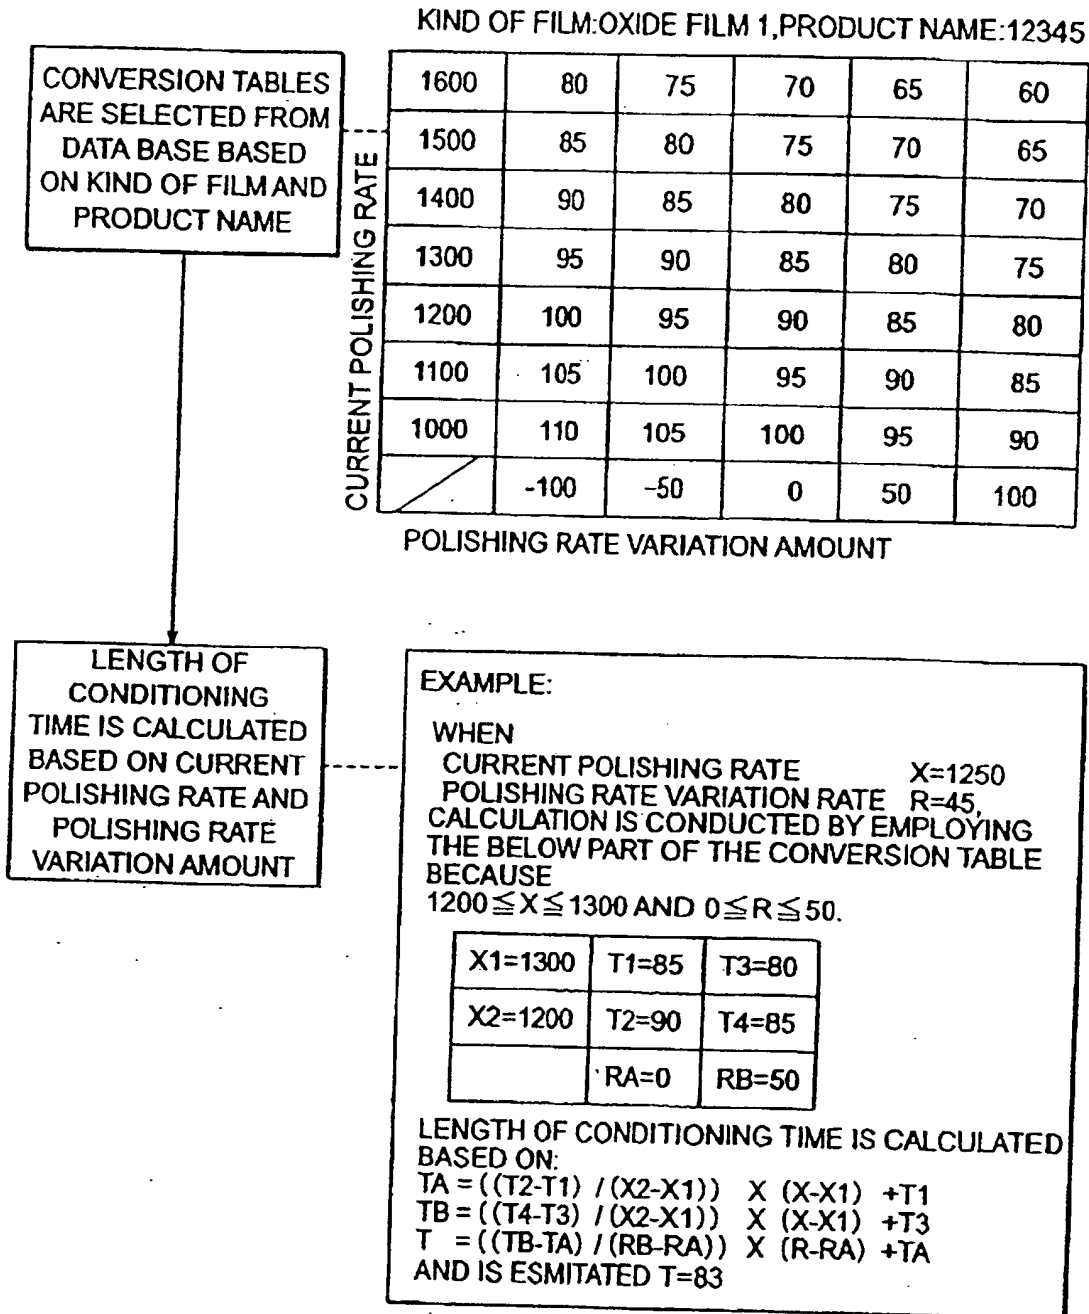 KIND OF FILM:OXIDE FILM 1,PRODUCT NAME:12345
CONVERSION TABLES
ARE SELECTED FROM
DATA BASE BASED
ON KIND OF FILM AND
PRODUCT NAME
CURRENT POLISHING RATE
1600 80 75 70 65 60
1500 85 80 75 70 65
1400 90 85 80 75 70
1300 95 90 85 80 75
1200 100 95 90 85 80
1100 105 100 95 90 85
1000 110 105 100 95 90
-100 -50 0 50 100
POLISHING RATE VARIATION AMOUNT
LENGTH OF
CONDITIONING
TIME IS CALCULATED
BASED ON CURRENT
POLISHING RATE AND
POLISHING RATE
VARIATION AMOUNT
EXAMPLE:
WHEN
CURRENT POLISHING RATE X=1250
POLISHING RATE VARIATION RATE R=45,
CALCULATION IS CONDUCTED BY EMPLOYING
THE BELOW PART OF THE CONVERSION TABLE
BECAUSE
1200≦X≦1300 AND 0≦R≦50.
X1=1300 T1=85 T3=80
X2=1200 T2=90 T4=85
RA=0 RB=50
LENGTH OF CONDITIONING TIME IS CALCULATED
BASED ON:
TA = ((T2-T1) / (X2-X1)) X (X-X1) +T1
TB = ((T4-T3) / (X2-X1)) X (X-X1) +T3
T = ((TB-TA) / (RB-RA)) X (R-RA) +TA
AND IS ESMITATED T=83